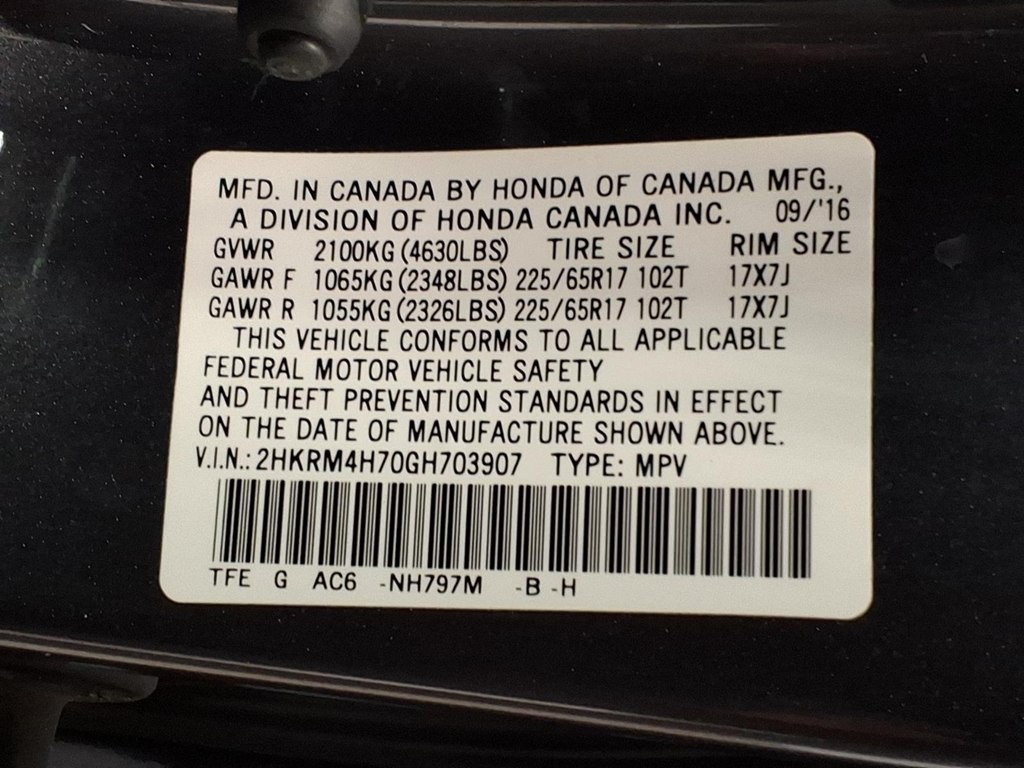 MFD. IN CANADA BY HONDA OF CANADA MFG.,
A DIVISION OF HONDA CANADA INC. 09/'16
GVWR 2100KG (4630LBS) TIRE SIZE RIM SIZE
GAWR F 1065KG (2348LBS) 225/65R17 102T 17X7J
GAWR R 1055KG (2326LBS) 225/65R17 102T 17X7J
THIS VEHICLE CONFORMS TO ALL APPLICABLE
FEDERAL MOTOR VEHICLE SAFETY
AND THEFT PREVENTION STANDARDS IN EFFECT
ON THE DATE OF MANUFACTURE SHOWN ABOVE.
V.I.N.: 2HKRM4H70GH703907 TYPE: MPV
TFE G AC6 -NH797M -B -H